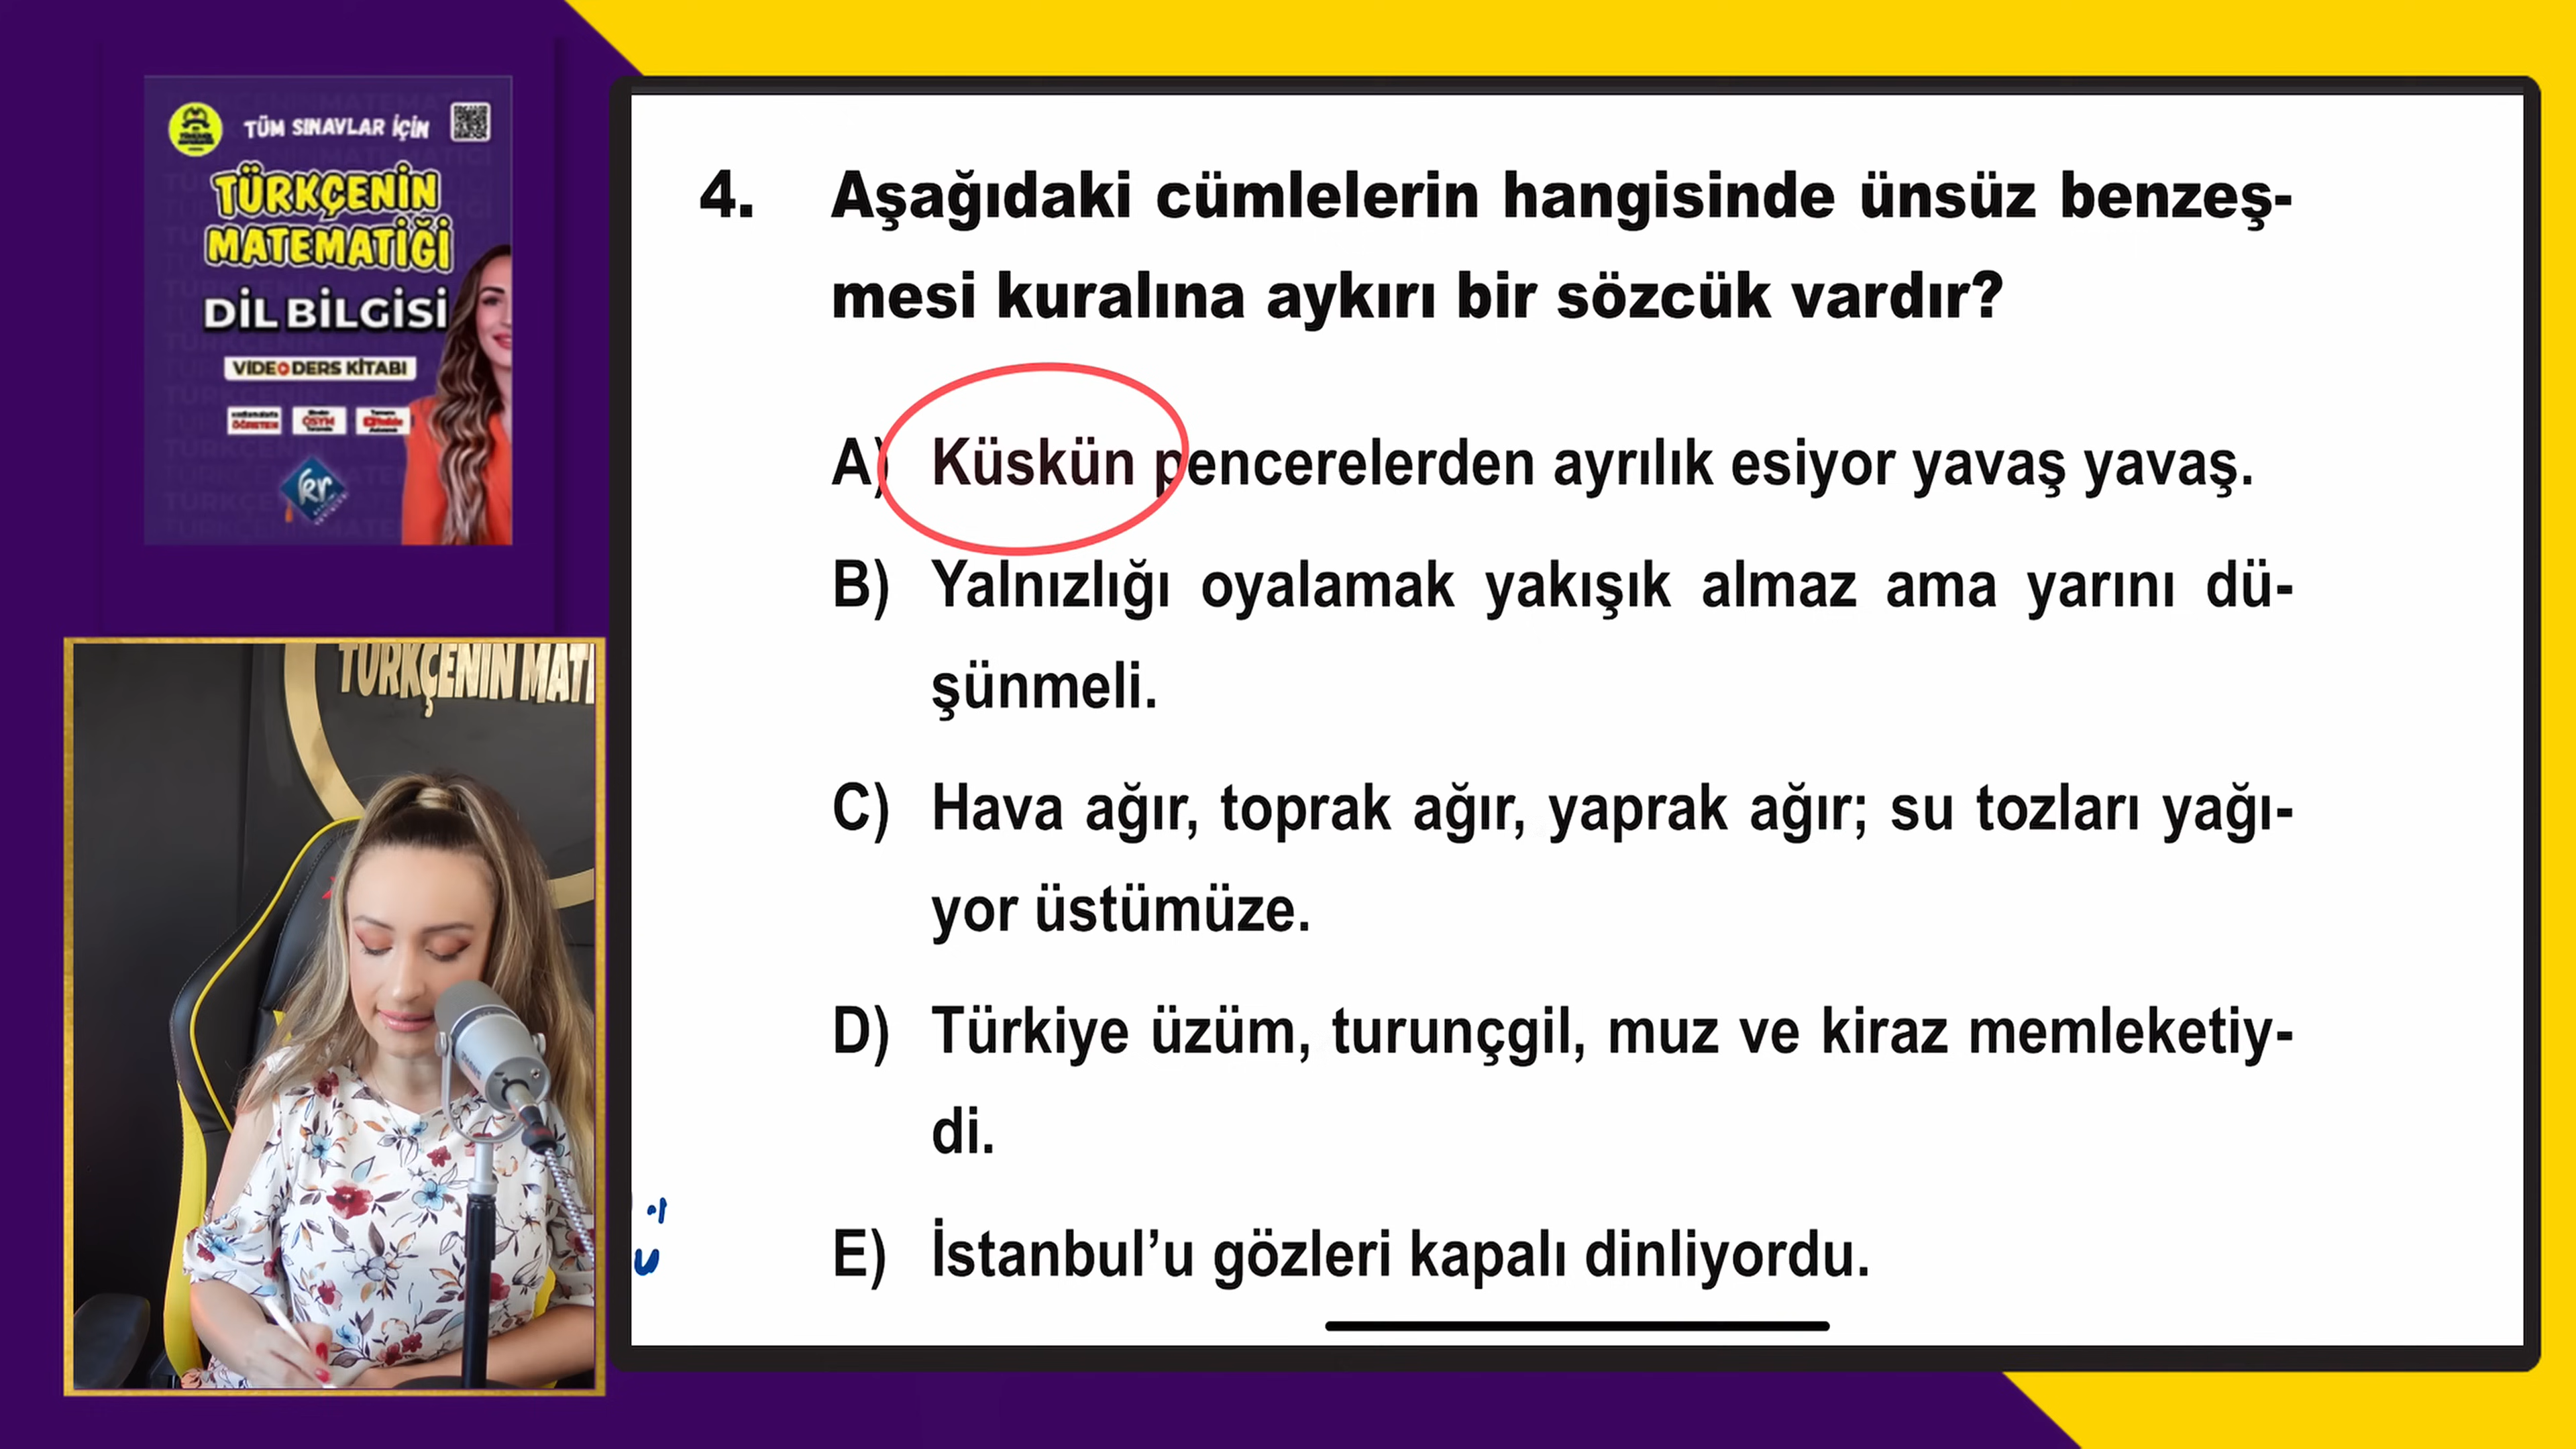 TÜM SINAVLAR İÇİN
TÜRKÇENİN
MATEMATİĞİ
DİL BİLGİSİ
VİDEO DERS KİTABI
ÖĞRETEN
ÖSYM
kr
TÜRKÇENİN MATE
4. Aşağıdaki cümlelerin hangisinde ünsüz benzeş-
mesi kuralına aykırı bir sözcük vardır?
A) Küskün pencerelerden ayrılık esiyor yavaş yavaş.
B) Yalnızlığı oyalamak yakışık almaz ama yarını dü-
şünmeli.
C) Hava ağır, toprak ağır, yaprak ağır; su tozları yağı-
yor üstümüze.
D) Türkiye üzüm, turunçgil, muz ve kiraz memleketiy-
di.
E) İstanbul’u gözleri kapalı dinliyordu.